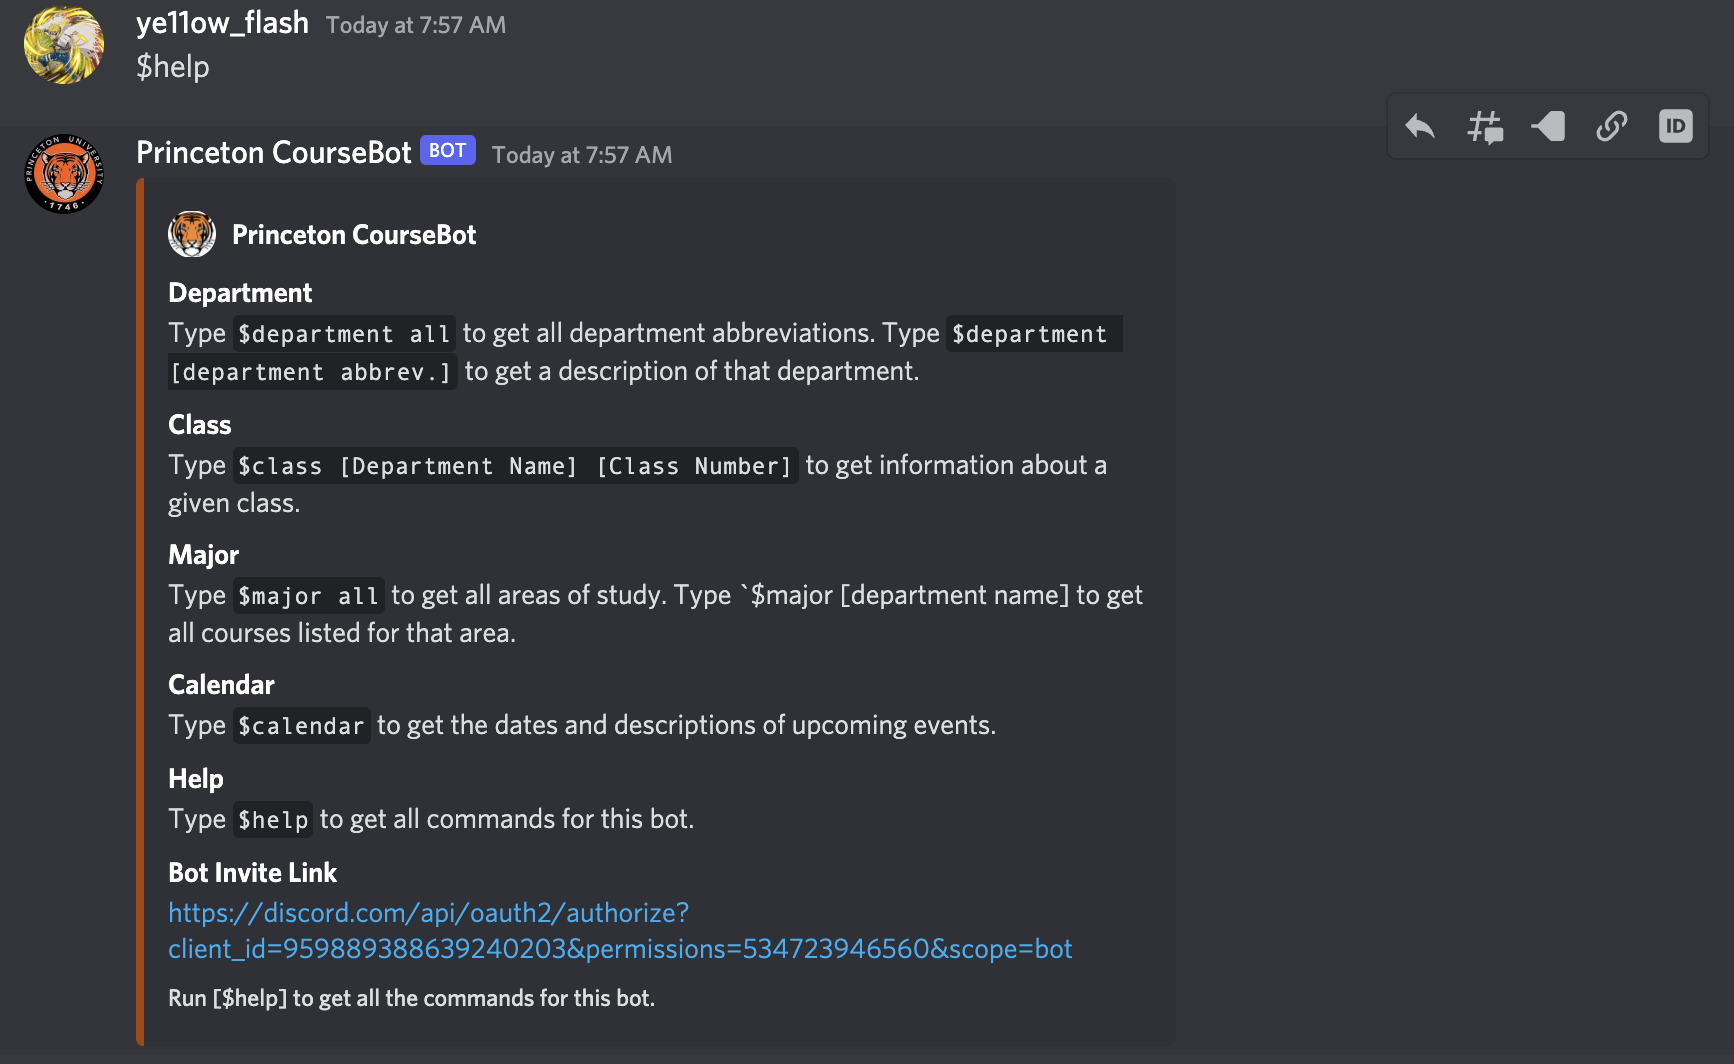 ye11ow_flash Today at 7:57 AM
$help
PRINCETON UNIVERSITY
· 1746 ·
Princeton CourseBot BOT Today at 7:57 AM
ID
Princeton CourseBot
Department
Type $department all to get all department abbreviations. Type $department
[department abbrev.] to get a description of that department.
Class
Type $class [Department Name] [Class Number] to get information about a
given class.
Major
Type $major all to get all areas of study. Type `$major [department name] to get
all courses listed for that area.
Calendar
Type $calendar to get the dates and descriptions of upcoming events.
Help
Type $help to get all commands for this bot.
Bot Invite Link
https://discord.com/api/oauth2/authorize?
client_id=959889388639240203&permissions=534723946560&scope=bot
Run [$help] to get all the commands for this bot.